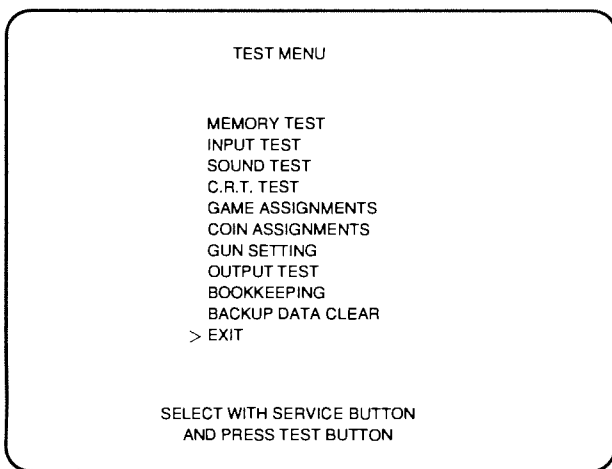 TEST MENU
MEMORY TEST
INPUT TEST
SOUND TEST
C.R.T. TEST
GAME ASSIGNMENTS
COIN ASSIGNMENTS
GUN SETTING
OUTPUT TEST
BOOKKEEPING
BACKUP DATA CLEAR
> EXIT
SELECT WITH SERVICE BUTTON
AND PRESS TEST BUTTON